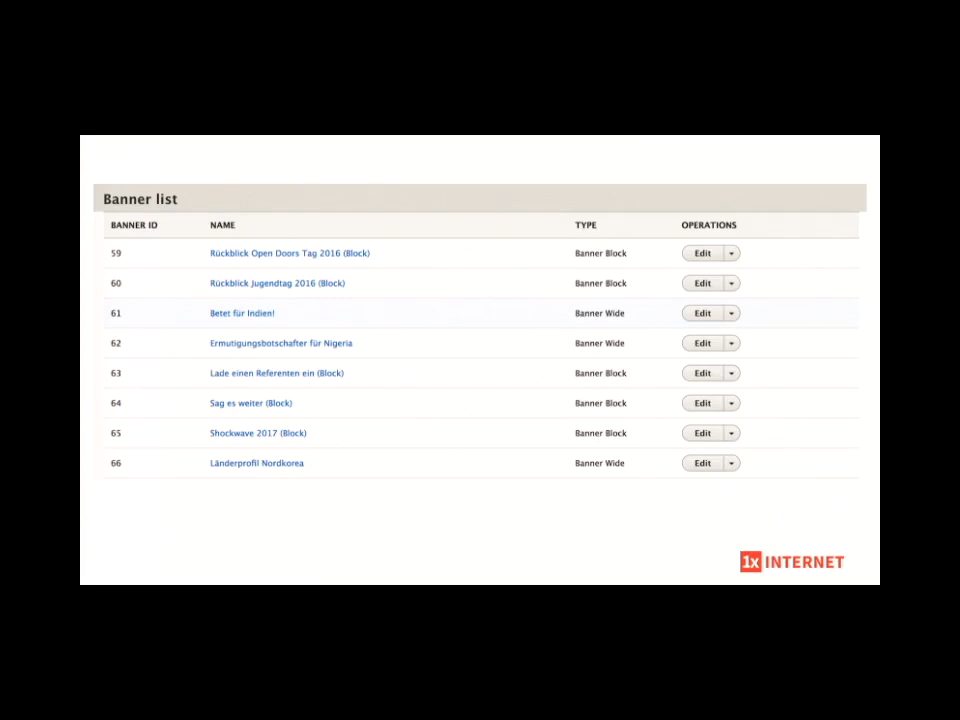 Banner list
BANNER ID NAME TYPE OPERATIONS
59 Rückblick Open Doors Tag 2016 (Block) Banner Block Edit
60 Rückblick Jugendtag 2016 (Block) Banner Block Edit
61 Betet für Indien! Banner Wide Edit
62 Ermutigungsbotschafter für Nigeria Banner Wide Edit
63 Lade einen Referenten ein (Block) Banner Block Edit
64 Sag es weiter (Block) Banner Block Edit
65 Shockwave 2017 (Block) Banner Block Edit
66 Länderprofil Nordkorea Banner Wide Edit
1x INTERNET